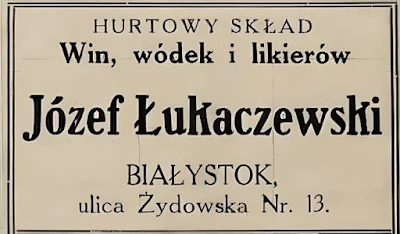 HURTOWY SKŁAD
Win, wódek i likierów
Józef Łukaczewski
BIAŁYSTOK,
ulica Żydowska Nr. 13.